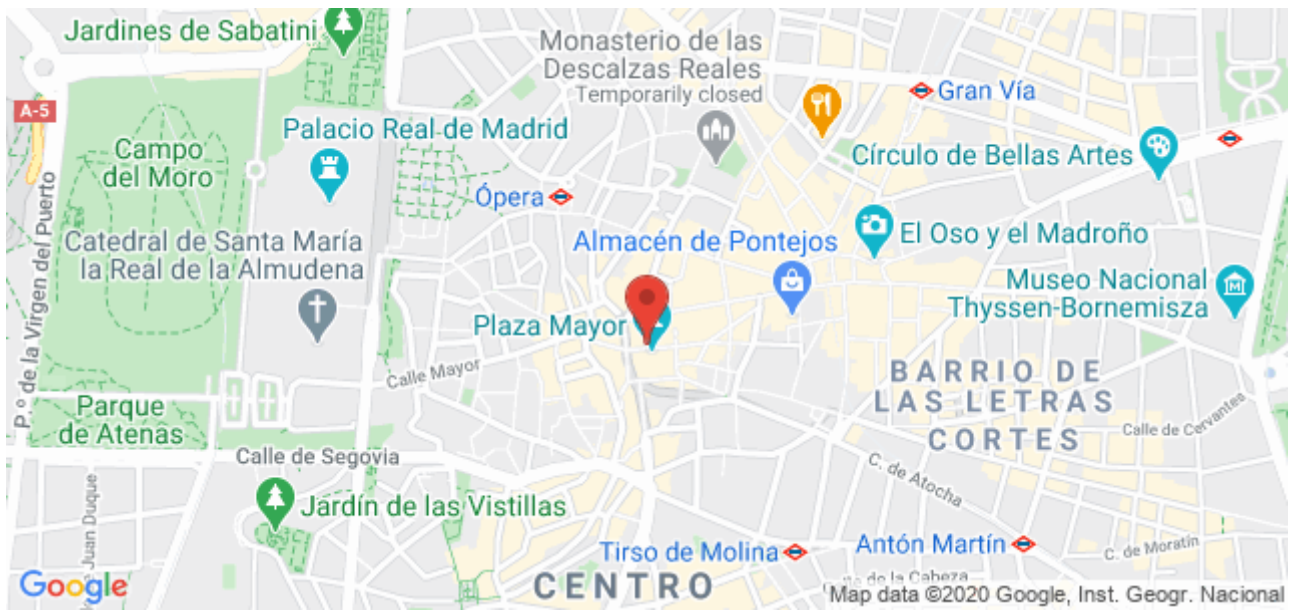 Jardines de Sabatini
Monasterio de las
Descalzas Reales
Temporarily closed
Gran Vía
A-5
Palacio Real de Madrid
Campo
del Moro
Círculo de Bellas Artes
Ópera
P.º de la Virgen del Puerto
Catedral de Santa María
la Real de la Almudena
Almacén de Pontejos
El Oso y el Madroño
Museo Nacional
Thyssen-Bornemisza
Plaza Mayor
Calle Mayor
BARRIO DE
LAS LETRAS
CORTES
Parque
de Atenas
Calle de Cervantes
Calle de Segovia
C. de Atocha
Jardín de las Vistillas
Juan Duque
Tirso de Molina
Antón Martín
C. de Moratín
CENTRO
de la Cabeza
Google
Map data ©2020 Google, Inst. Geogr. Nacional